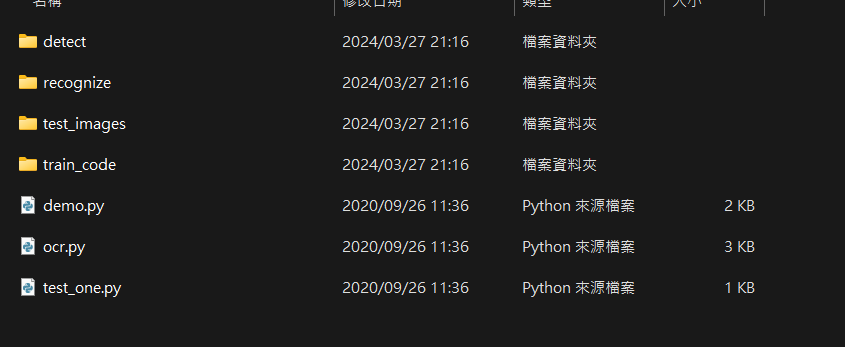 名稱 修改日期 類型 大小
detect 2024/03/27 21:16 檔案資料夾
recognize 2024/03/27 21:16 檔案資料夾
test_images 2024/03/27 21:16 檔案資料夾
train_code 2024/03/27 21:16 檔案資料夾
demo.py 2020/09/26 11:36 Python 來源檔案 2 KB
ocr.py 2020/09/26 11:36 Python 來源檔案 3 KB
test_one.py 2020/09/26 11:36 Python 來源檔案 1 KB